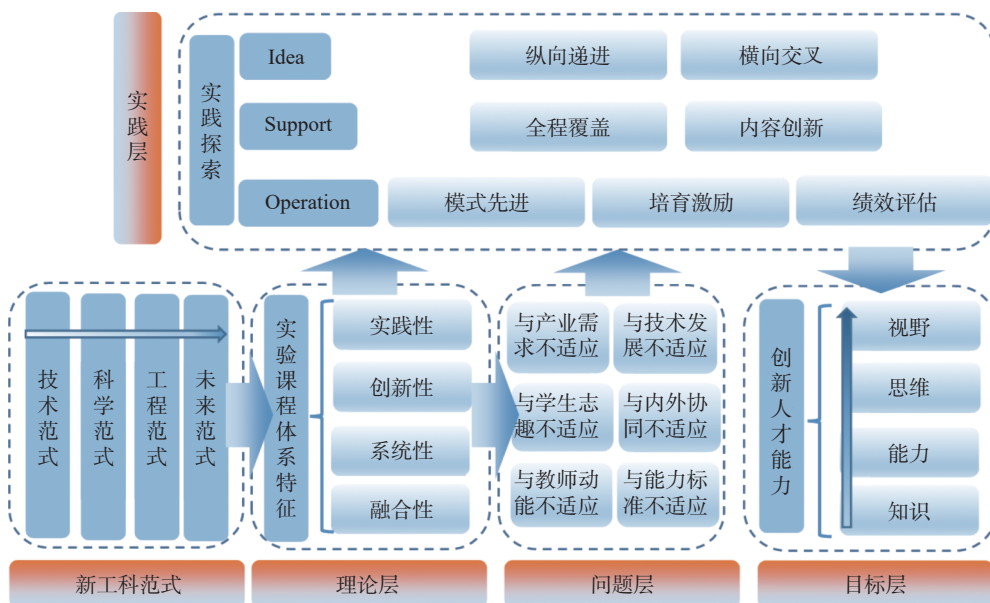 实践层
实践探索
Idea
纵向递进
横向交叉
Support
全程覆盖
内容创新
Operation
模式先进
培育激励
绩效评估
技术范式
科学范式
工程范式
未来范式
实验课程体系特征
实践性
创新性
系统性
融合性
与产业需
求不适应
与技术发
展不适应
与学生志
趣不适应
与内外协
同不适应
与教师动
能不适应
与能力标
准不适应
创新人才能力
视野
思维
能力
知识
新工科范式
理论层
问题层
目标层